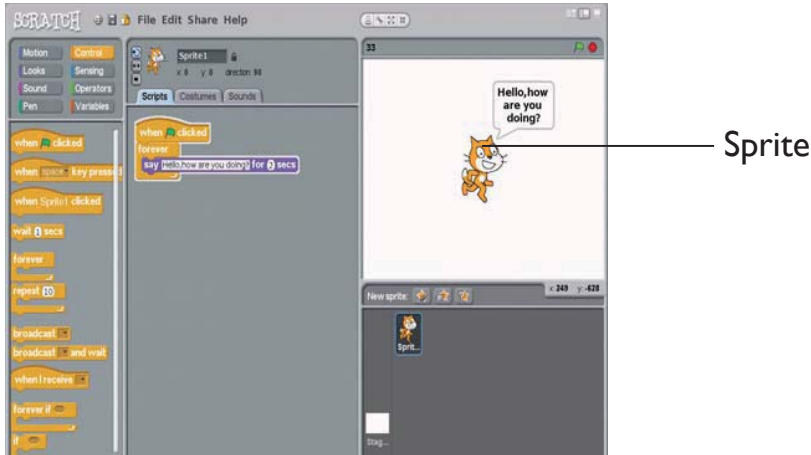 SCRATCH File Edit Share Help
Motion Control
Looks Sensing
Sound Operators
Pen Variables
when clicked
when space key pressed
when Sprite1 clicked
wait 1 secs
forever
repeat 10
broadcast
broadcast and wait
when I receive
forever if
if
Sprite1
x: 0 y: 0 direction: 90
Scripts Costumes Sounds
when clicked
forever
say Hello,how are you doing? for 2 secs
33
Hello,how
are you
doing?
Sprite
x: 249 y: -628
New sprite:
Sprit...
Stag...